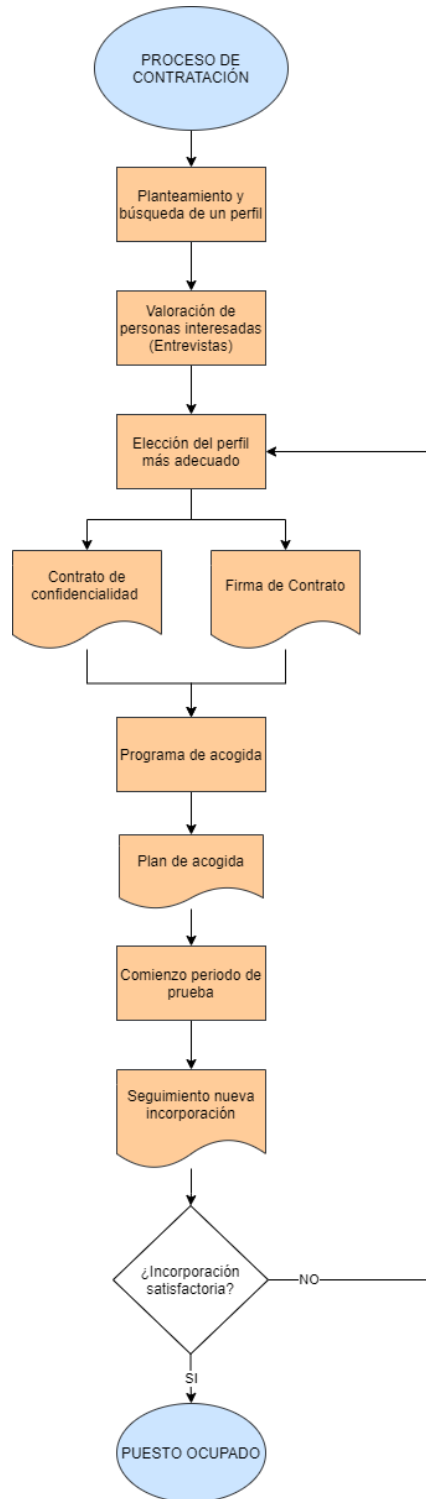 PROCESO DE
CONTRATACIÓN
Planteamiento y
búsqueda de un perfil
Valoración de
personas interesadas
(Entrevistas)
Elección del perfil
más adecuado
Contrato de
confidencialidad
Firma de Contrato
Programa de acogida
Plan de acogida
Comienzo periodo de
prueba
Seguimiento nueva
incorporación
¿Incorporación
satisfactoria?
NO
SI
PUESTO OCUPADO